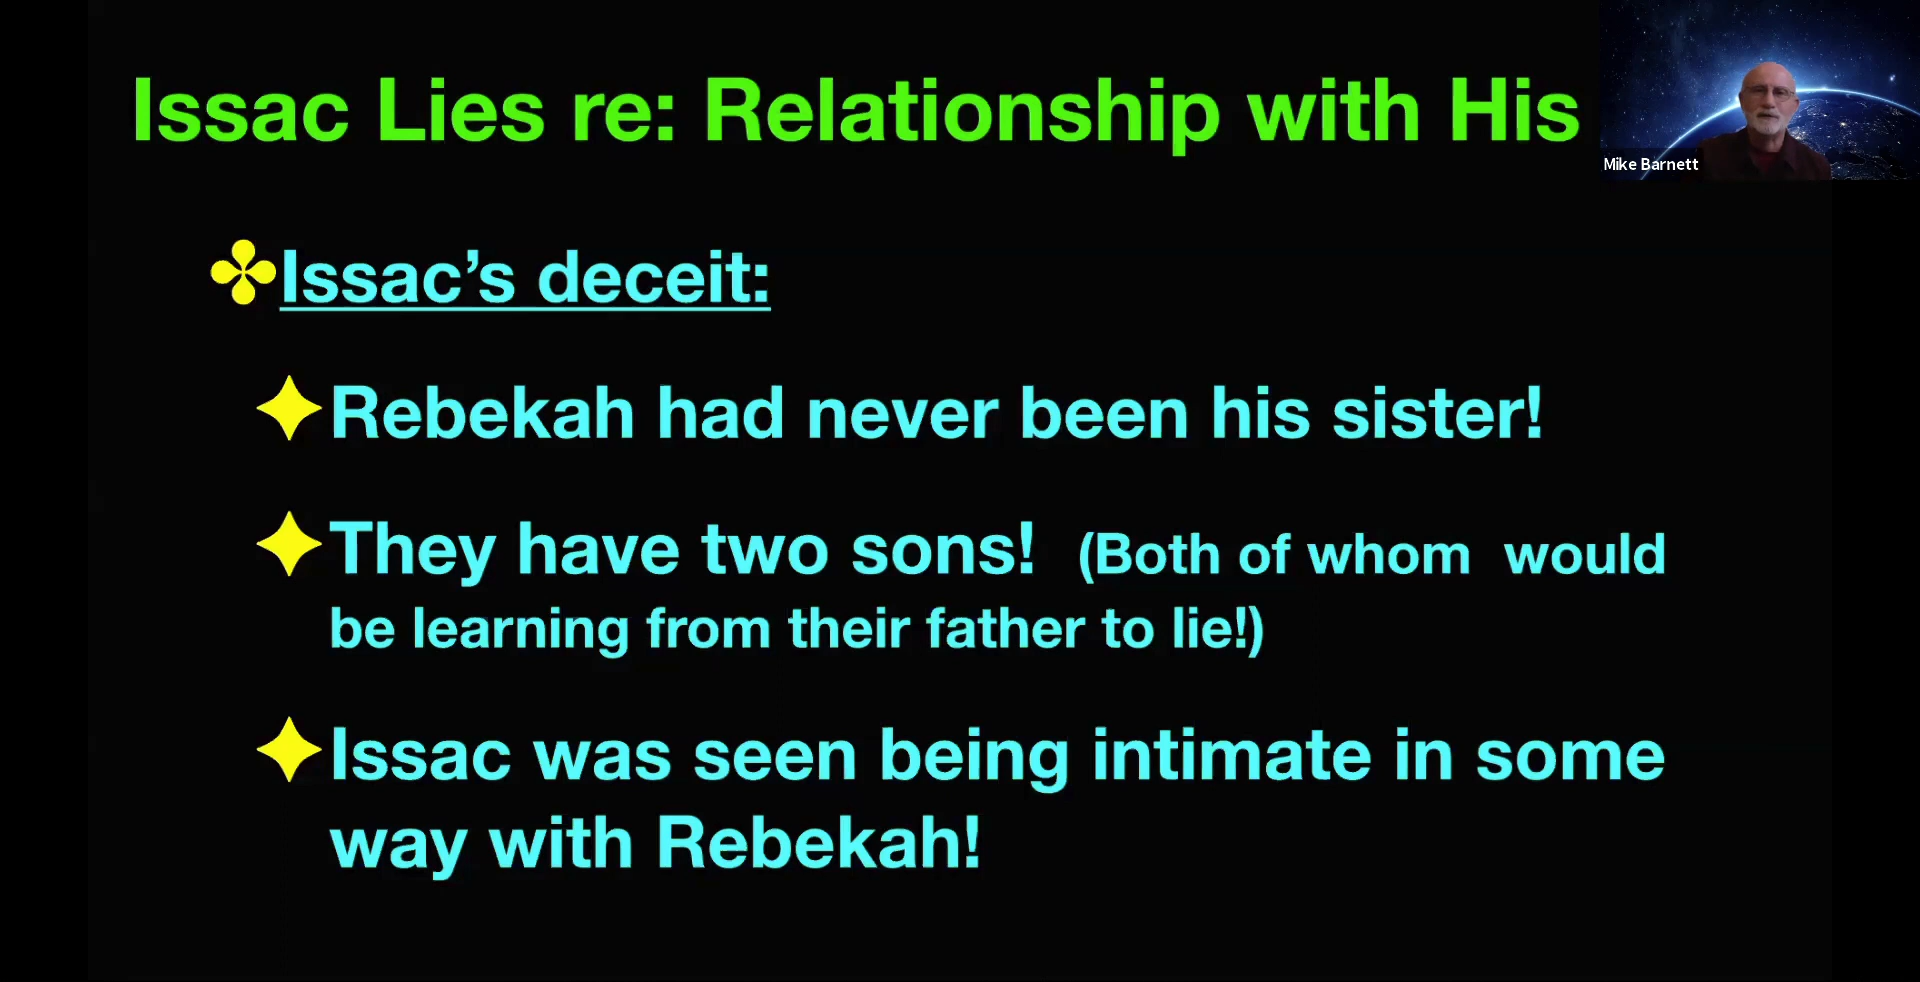 Issac Lies re: Relationship with His
Mike Barnett
Issac’s deceit:
Rebekah had never been his sister!
They have two sons! (Both of whom would
be learning from their father to lie!)
Issac was seen being intimate in some
way with Rebekah!